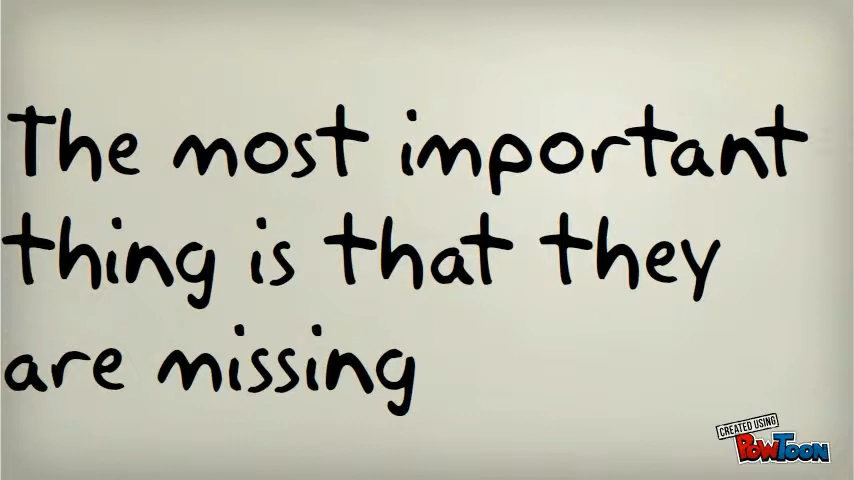 The most important
thing is that they
are missing
CREATED USING
POWTOON